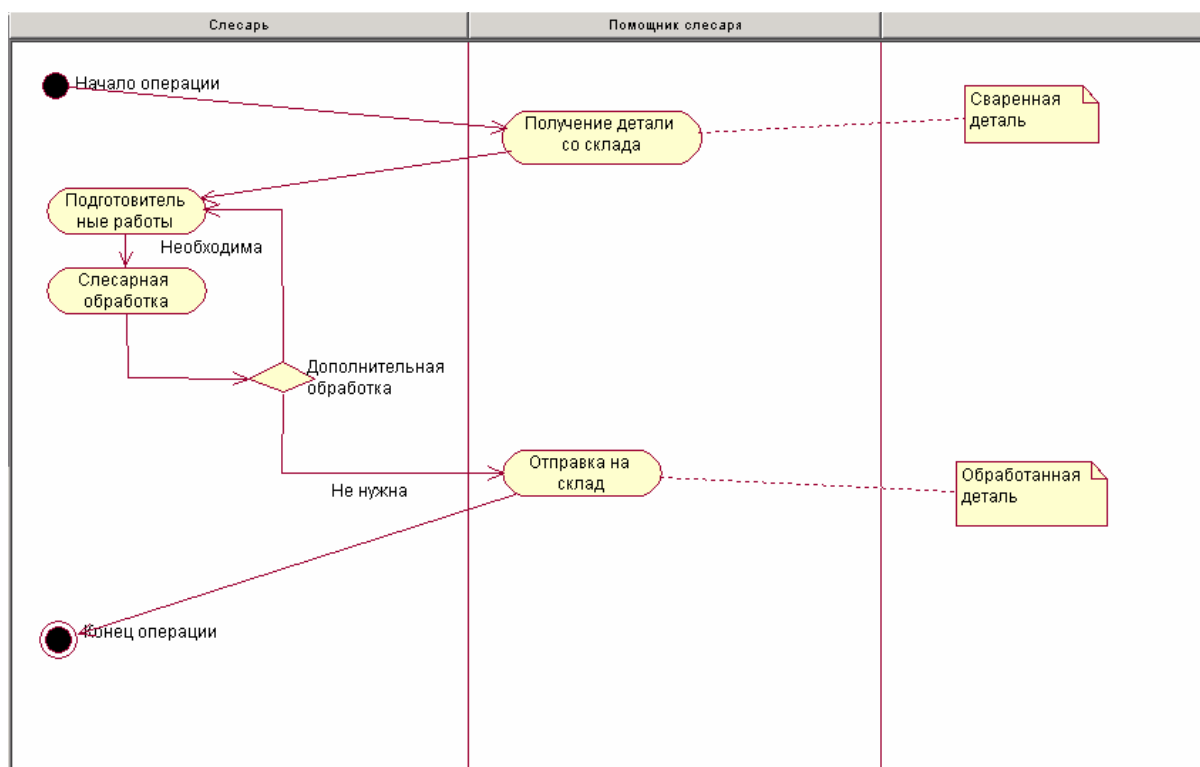 Слесарь
Помощник слесаря
Начало операции
Получение детали
со склада
Сваренная
деталь
Подготовитель
ные работы
Необходима
Слесарная
обработка
Дополнительная
обработка
Отправка на
склад
Не нужна
Обработанная
деталь
Конец операции